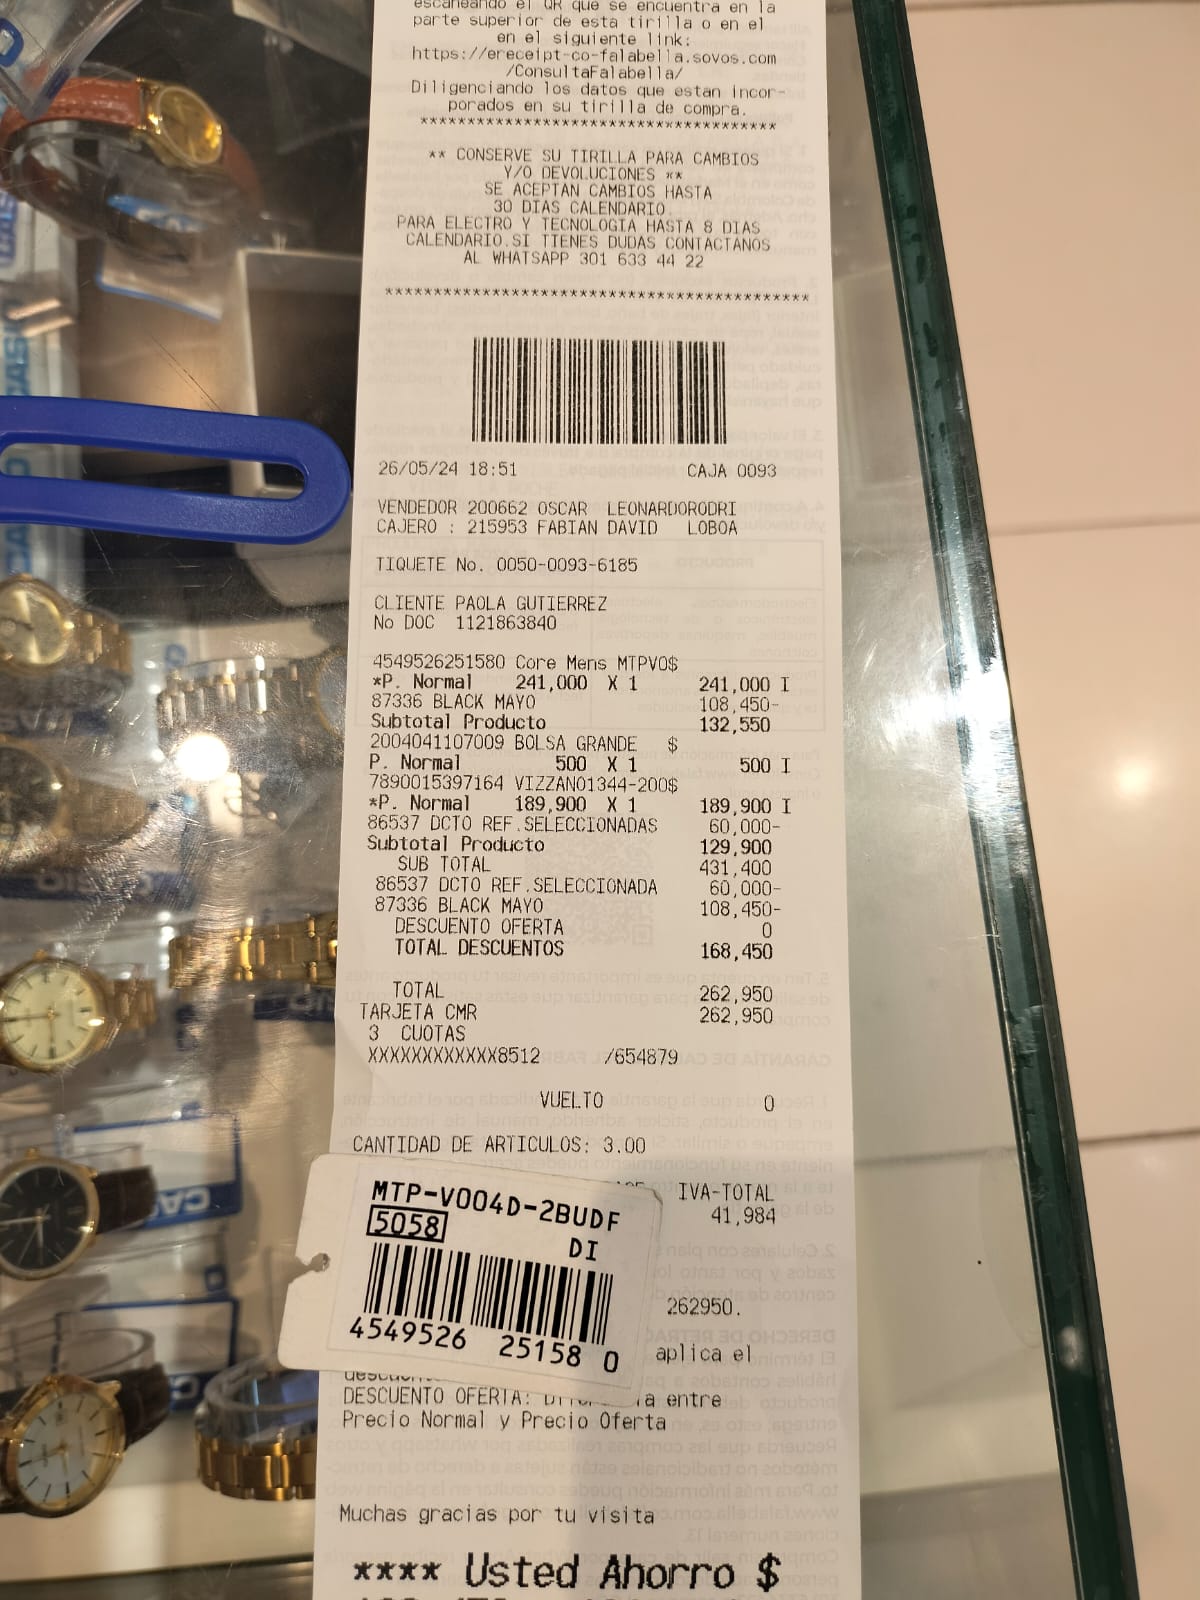 escaneando el QR que se encuentra en la
parte superior de esta tirilla o en el
en el siguiente link:
https://ereceipt-co-falabella.sovos.com
/ConsultaFalabella/
Diligenciando los datos que estan incor-
porados en su tirilla de compra.
***************************************
** CONSERVE SU TIRILLA PARA CAMBIOS
Y/O DEVOLUCIONES **
SE ACEPTAN CAMBIOS HASTA
30 DIAS CALENDARIO.
PARA ELECTRO Y TECNOLOGIA HASTA 8 DIAS
CALENDARIO.SI TIENES DUDAS CONTACTANOS
AL WHATSAPP 301 633 44 22
***********************************************
26/05/24 18:51 CAJA 0093
VENDEDOR 200662 OSCAR LEONARDORODRI
CAJERO : 215953 FABIAN DAVID LOBOA
TIQUETE No. 0050-0093-6185
CLIENTE PAOLA GUTIERREZ
No DOC 1121863840
4549526251580 Core Mens MTPVO$
*P. Normal 241,000 X 1 241,000 I
87336 BLACK MAYO 108,450-
Subtotal Producto 132,550
2004041107009 BOLSA GRANDE $
P. Normal 500 X 1 500 I
7890015397164 VIZZANO1344-200$
*P. Normal 189,900 X 1 189,900 I
86537 DCTO REF.SELECCIONADAS 60,000-
Subtotal Producto 129,900
SUB TOTAL 431,400
86537 DCTO REF.SELECCIONADA 60,000-
87336 BLACK MAYO 108,450-
DESCUENTO OFERTA 0
TOTAL DESCUENTOS 168,450
TOTAL 262,950
TARJETA CMR 262,950
3 CUOTAS
XXXXXXXXXXXX8512 /654879
VUELTO 0
CANTIDAD DE ARTICULOS: 3.00
IVA-TOTAL
41,984
MTP-V004D-2BUDF
5058
DI
4549526 25158 0
262950.
aplica el
DESCUENTO OFERTA: entre
Precio Normal y Precio Oferta
Muchas gracias por tu visita
**** Usted Ahorro $